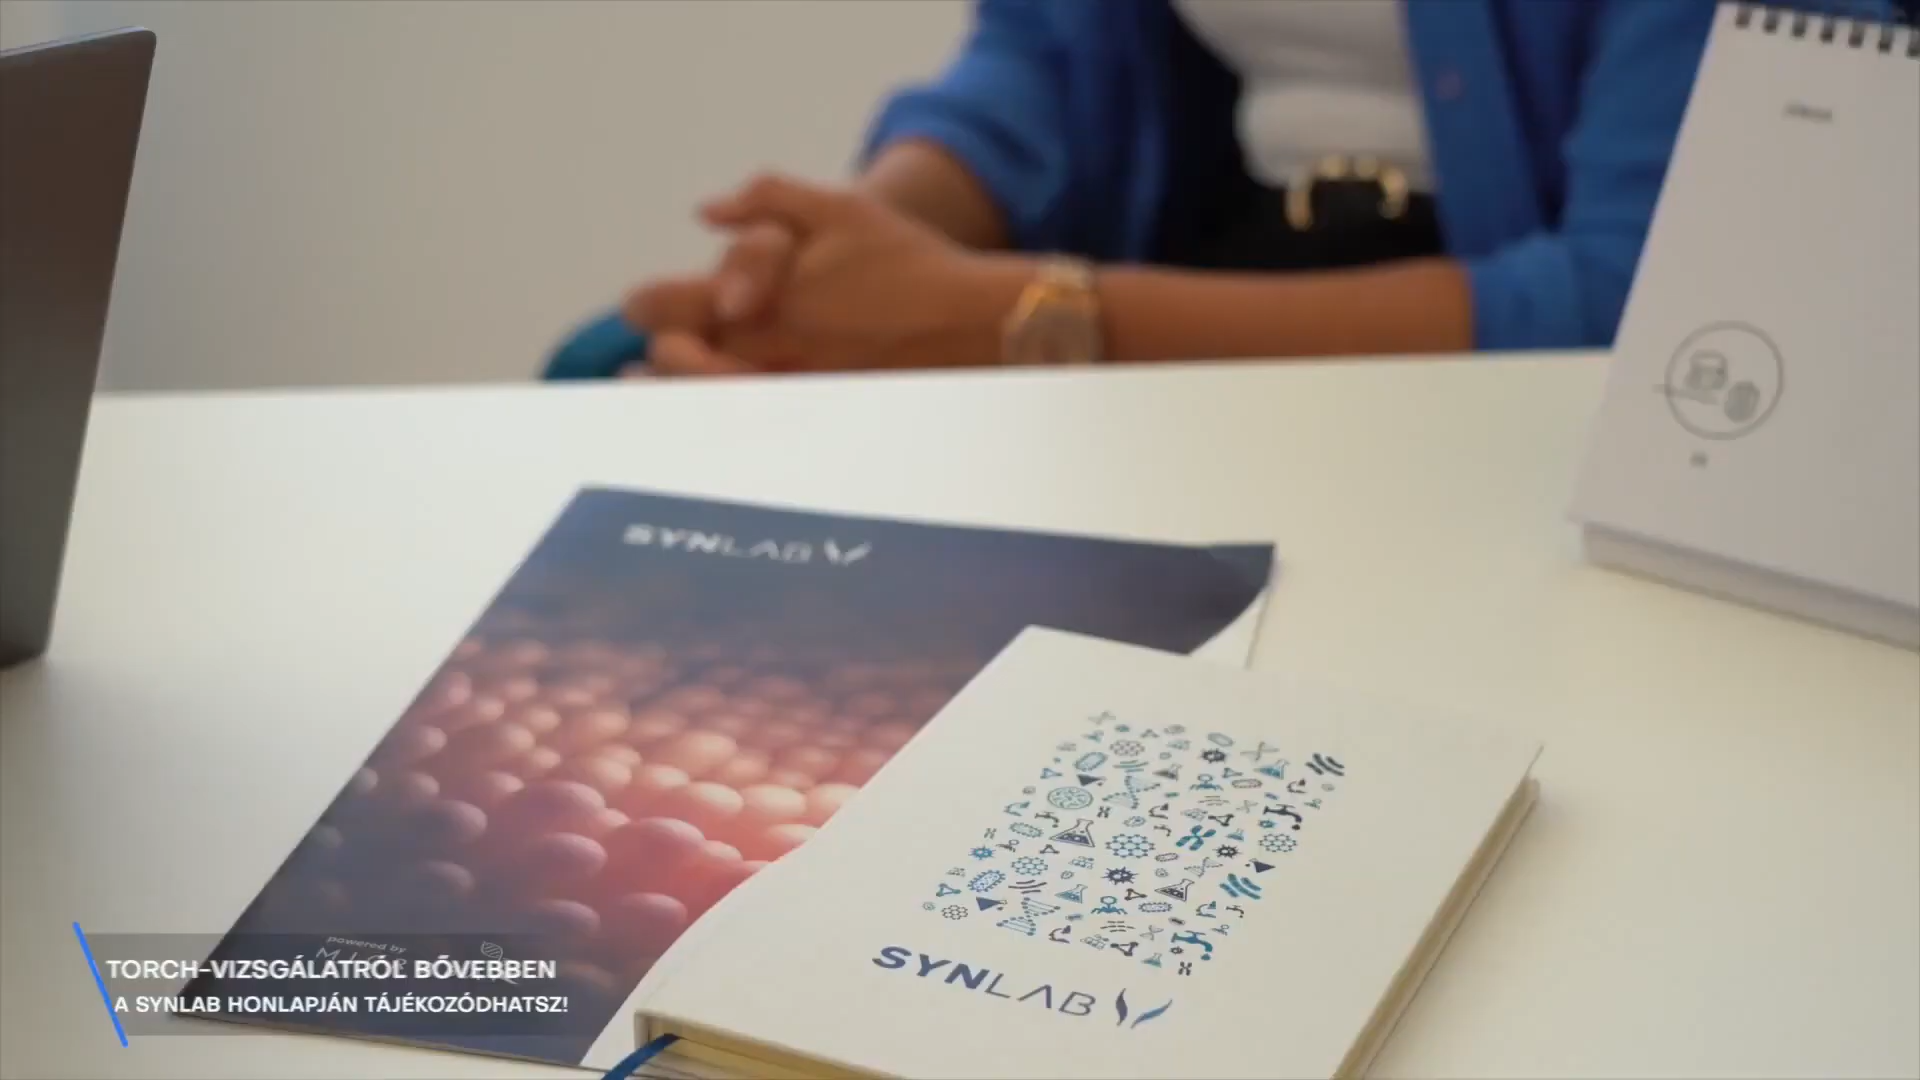 SYNLAB
SYNLAB
powered by
TORCH-VIZSGÁLATRÓL BŐVEBBEN
A SYNLAB HONLAPJÁN TÁJÉKOZÓDHATSZ!